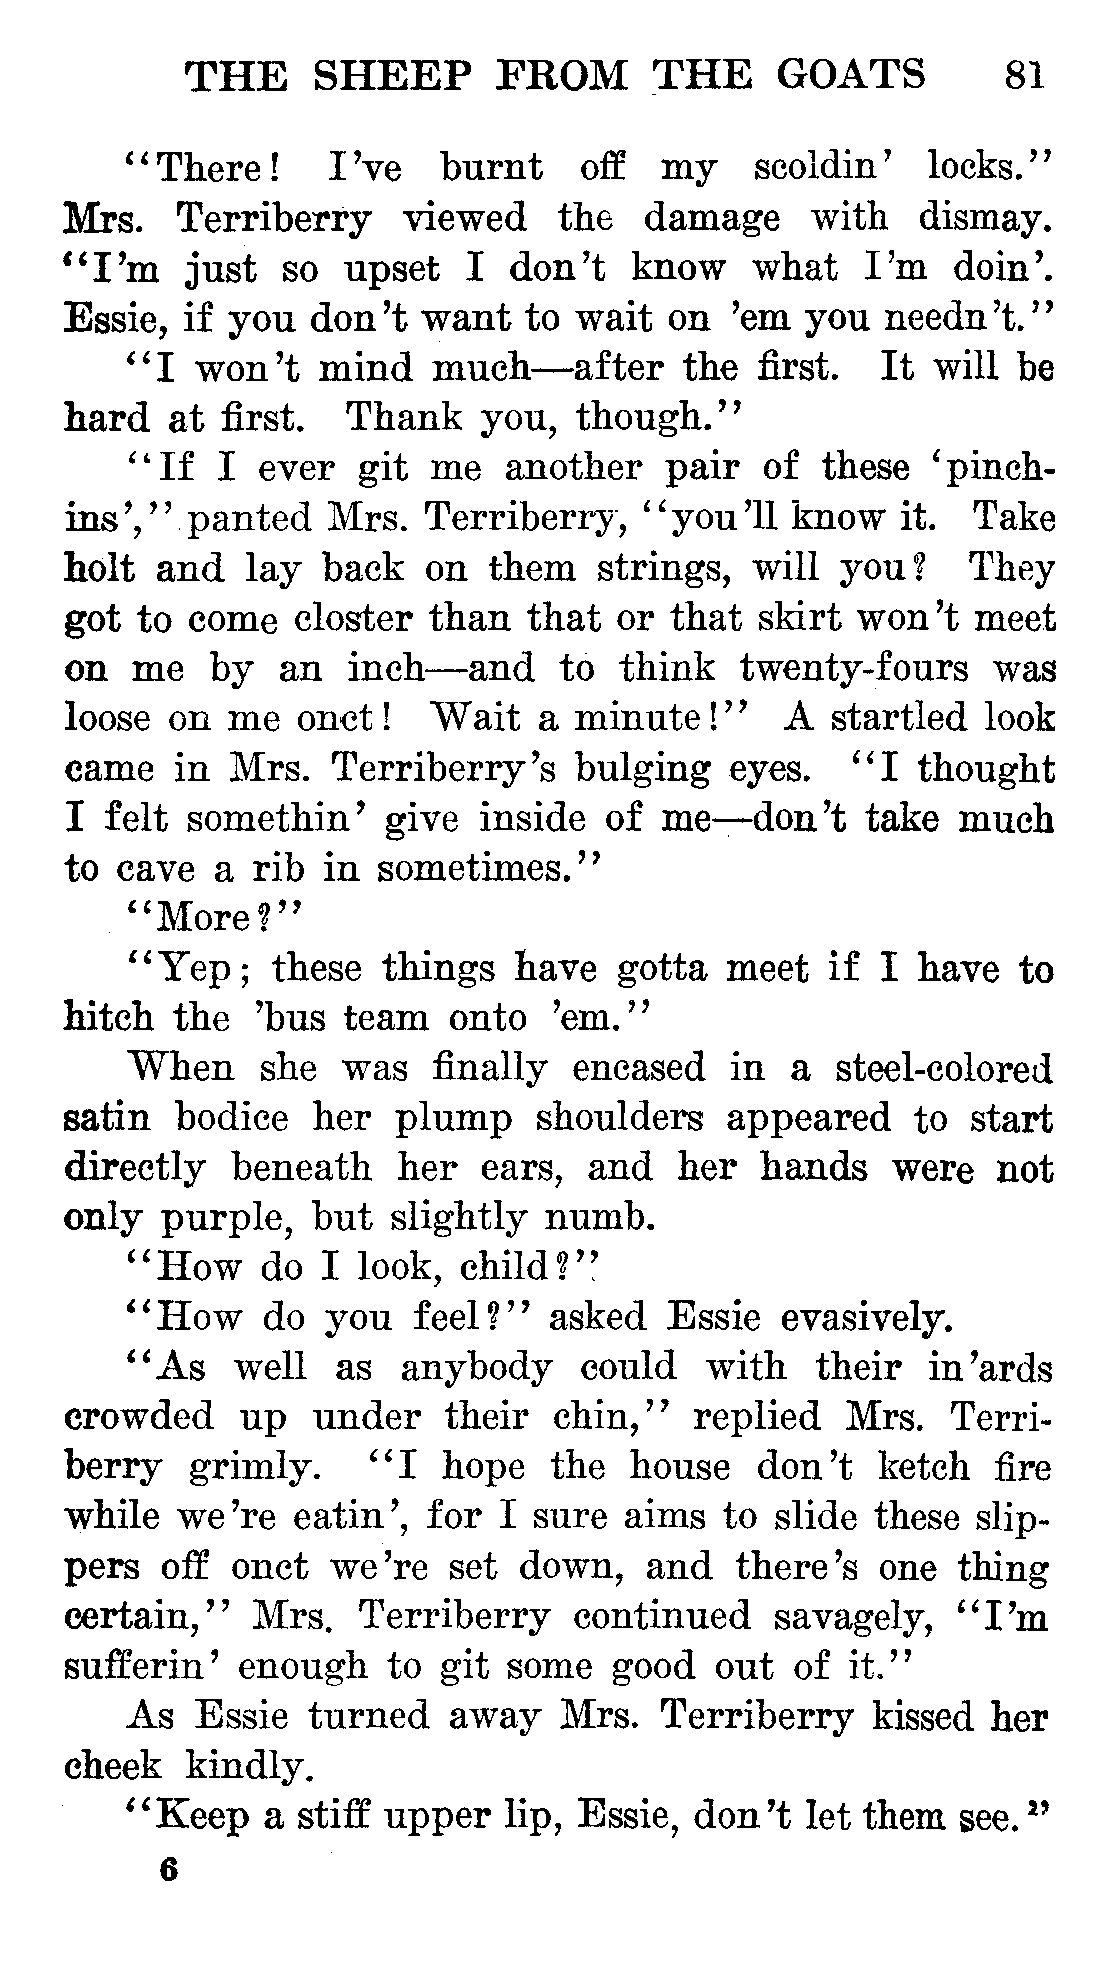 THE SHEEP FROM THE GOATS 81
"There! I've burnt off my scoldin' locks."
Mrs. Terriberry viewed the damage with dismay.
"I'm just so upset I don't know what I'm doin'.
Essie, if you don't want to wait on 'em you needn't."
"I won't mind much—after the first. It will be
hard at first. Thank you, though."
"If I ever git me another pair of these 'pinch-
ins'," panted Mrs. Terriberry, "you'll know it. Take
holt and lay back on them strings, will you? They
got to come closter than that or that skirt won't meet
on me by an inch—and to think twenty-fours was
loose on me onct! Wait a minute!" A startled look
came in Mrs. Terriberry's bulging eyes. "I thought
I felt somethin' give inside of me—don't take much
to cave a rib in sometimes."
"More?"
"Yep; these things have gotta meet if I have to
hitch the 'bus team onto 'em."
When she was finally encased in a steel-colored
satin bodice her plump shoulders appeared to start
directly beneath her ears, and her hands were not
only purple, but slightly numb.
"How do I look, child?"
"How do you feel?" asked Essie evasively.
"As well as anybody could with their in'ards
crowded up under their chin," replied Mrs. Terri-
berry grimly. "I hope the house don't ketch fire
while we're eatin', for I sure aims to slide these slip-
pers off onct we're set down, and there's one thing
certain," Mrs. Terriberry continued savagely, "I'm
sufferin' enough to git some good out of it."
As Essie turned away Mrs. Terriberry kissed her
cheek kindly.
"Keep a stiff upper lip, Essie, don't let them see."
6